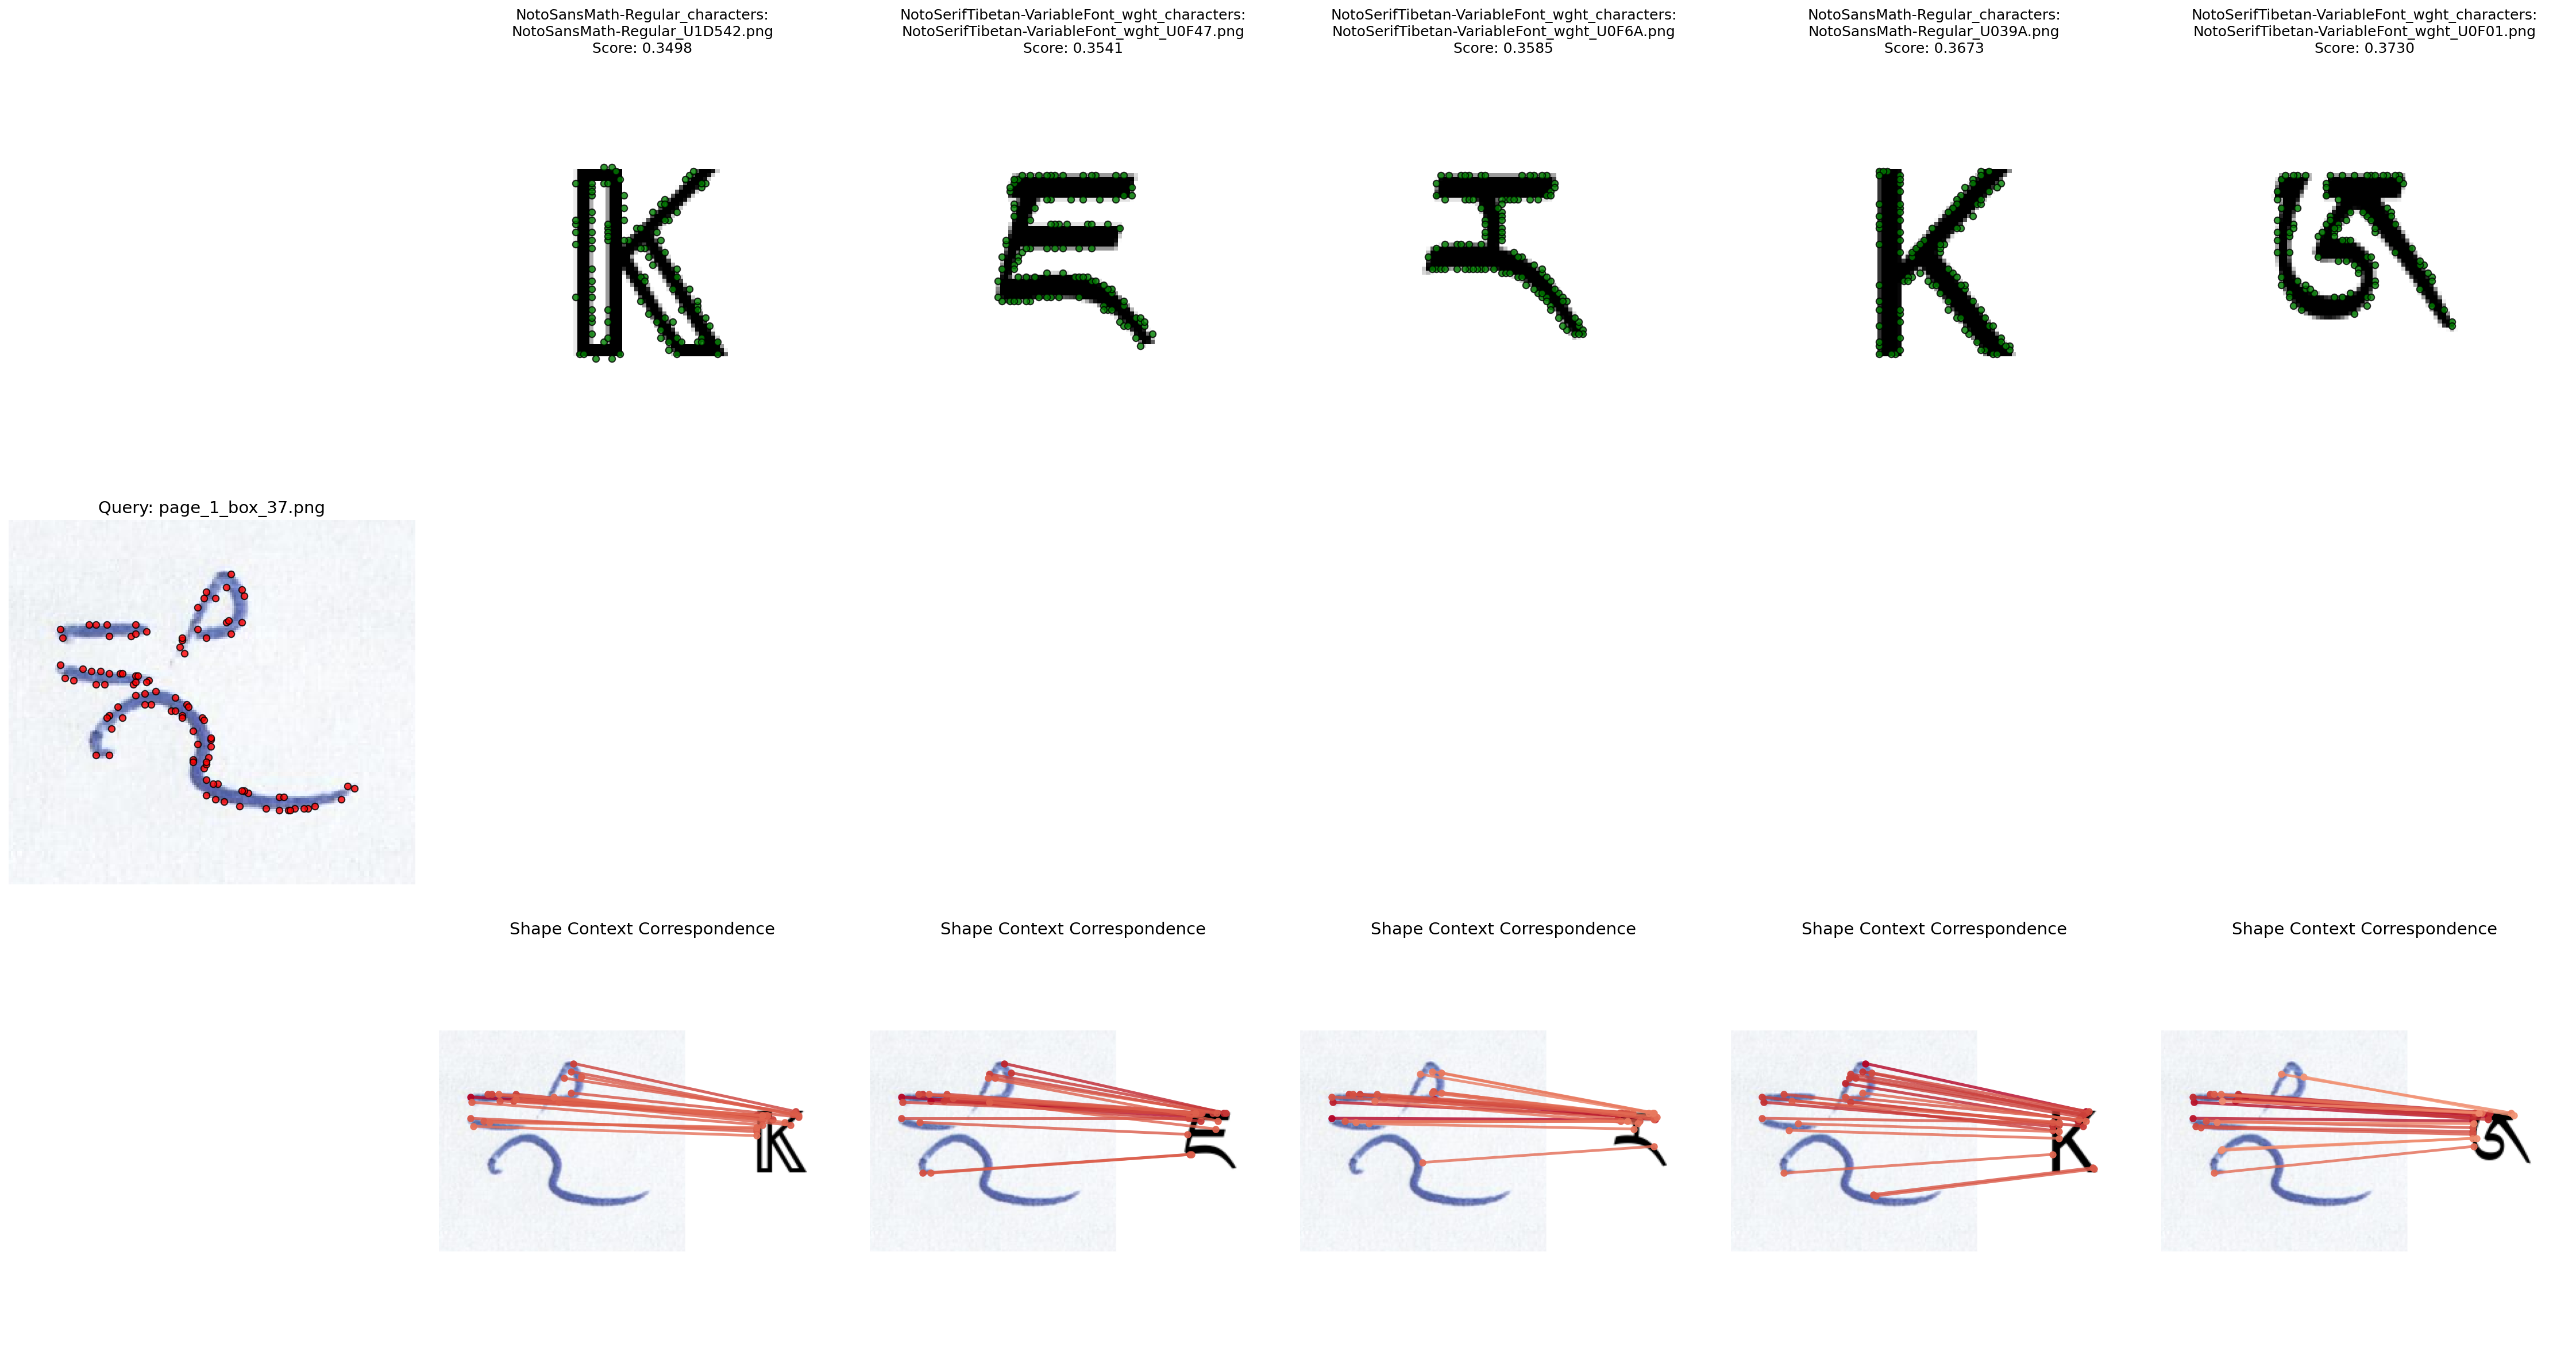 NotoSansMath-Regular_characters:
NotoSansMath-Regular_U1D542.png
Score: 0.3498
NotoSerifTibetan-VariableFont_wght_characters:
NotoSerifTibetan-VariableFont_wght_U0F47.png
Score: 0.3541
NotoSerifTibetan-VariableFont_wght_characters:
NotoSerifTibetan-VariableFont_wght_U0F6A.png
Score: 0.3585
NotoSansMath-Regular_characters:
NotoSansMath-Regular_U039A.png
Score: 0.3673
NotoSerifTibetan-VariableFont_wght_characters:
NotoSerifTibetan-VariableFont_wght_U0F01.png
Score: 0.3730
𝕂 ཇ ཪ Κ ༁
Query: page_1_box_37.png
Shape Context Correspondence
Shape Context Correspondence
Shape Context Correspondence
Shape Context Correspondence
Shape Context Correspondence